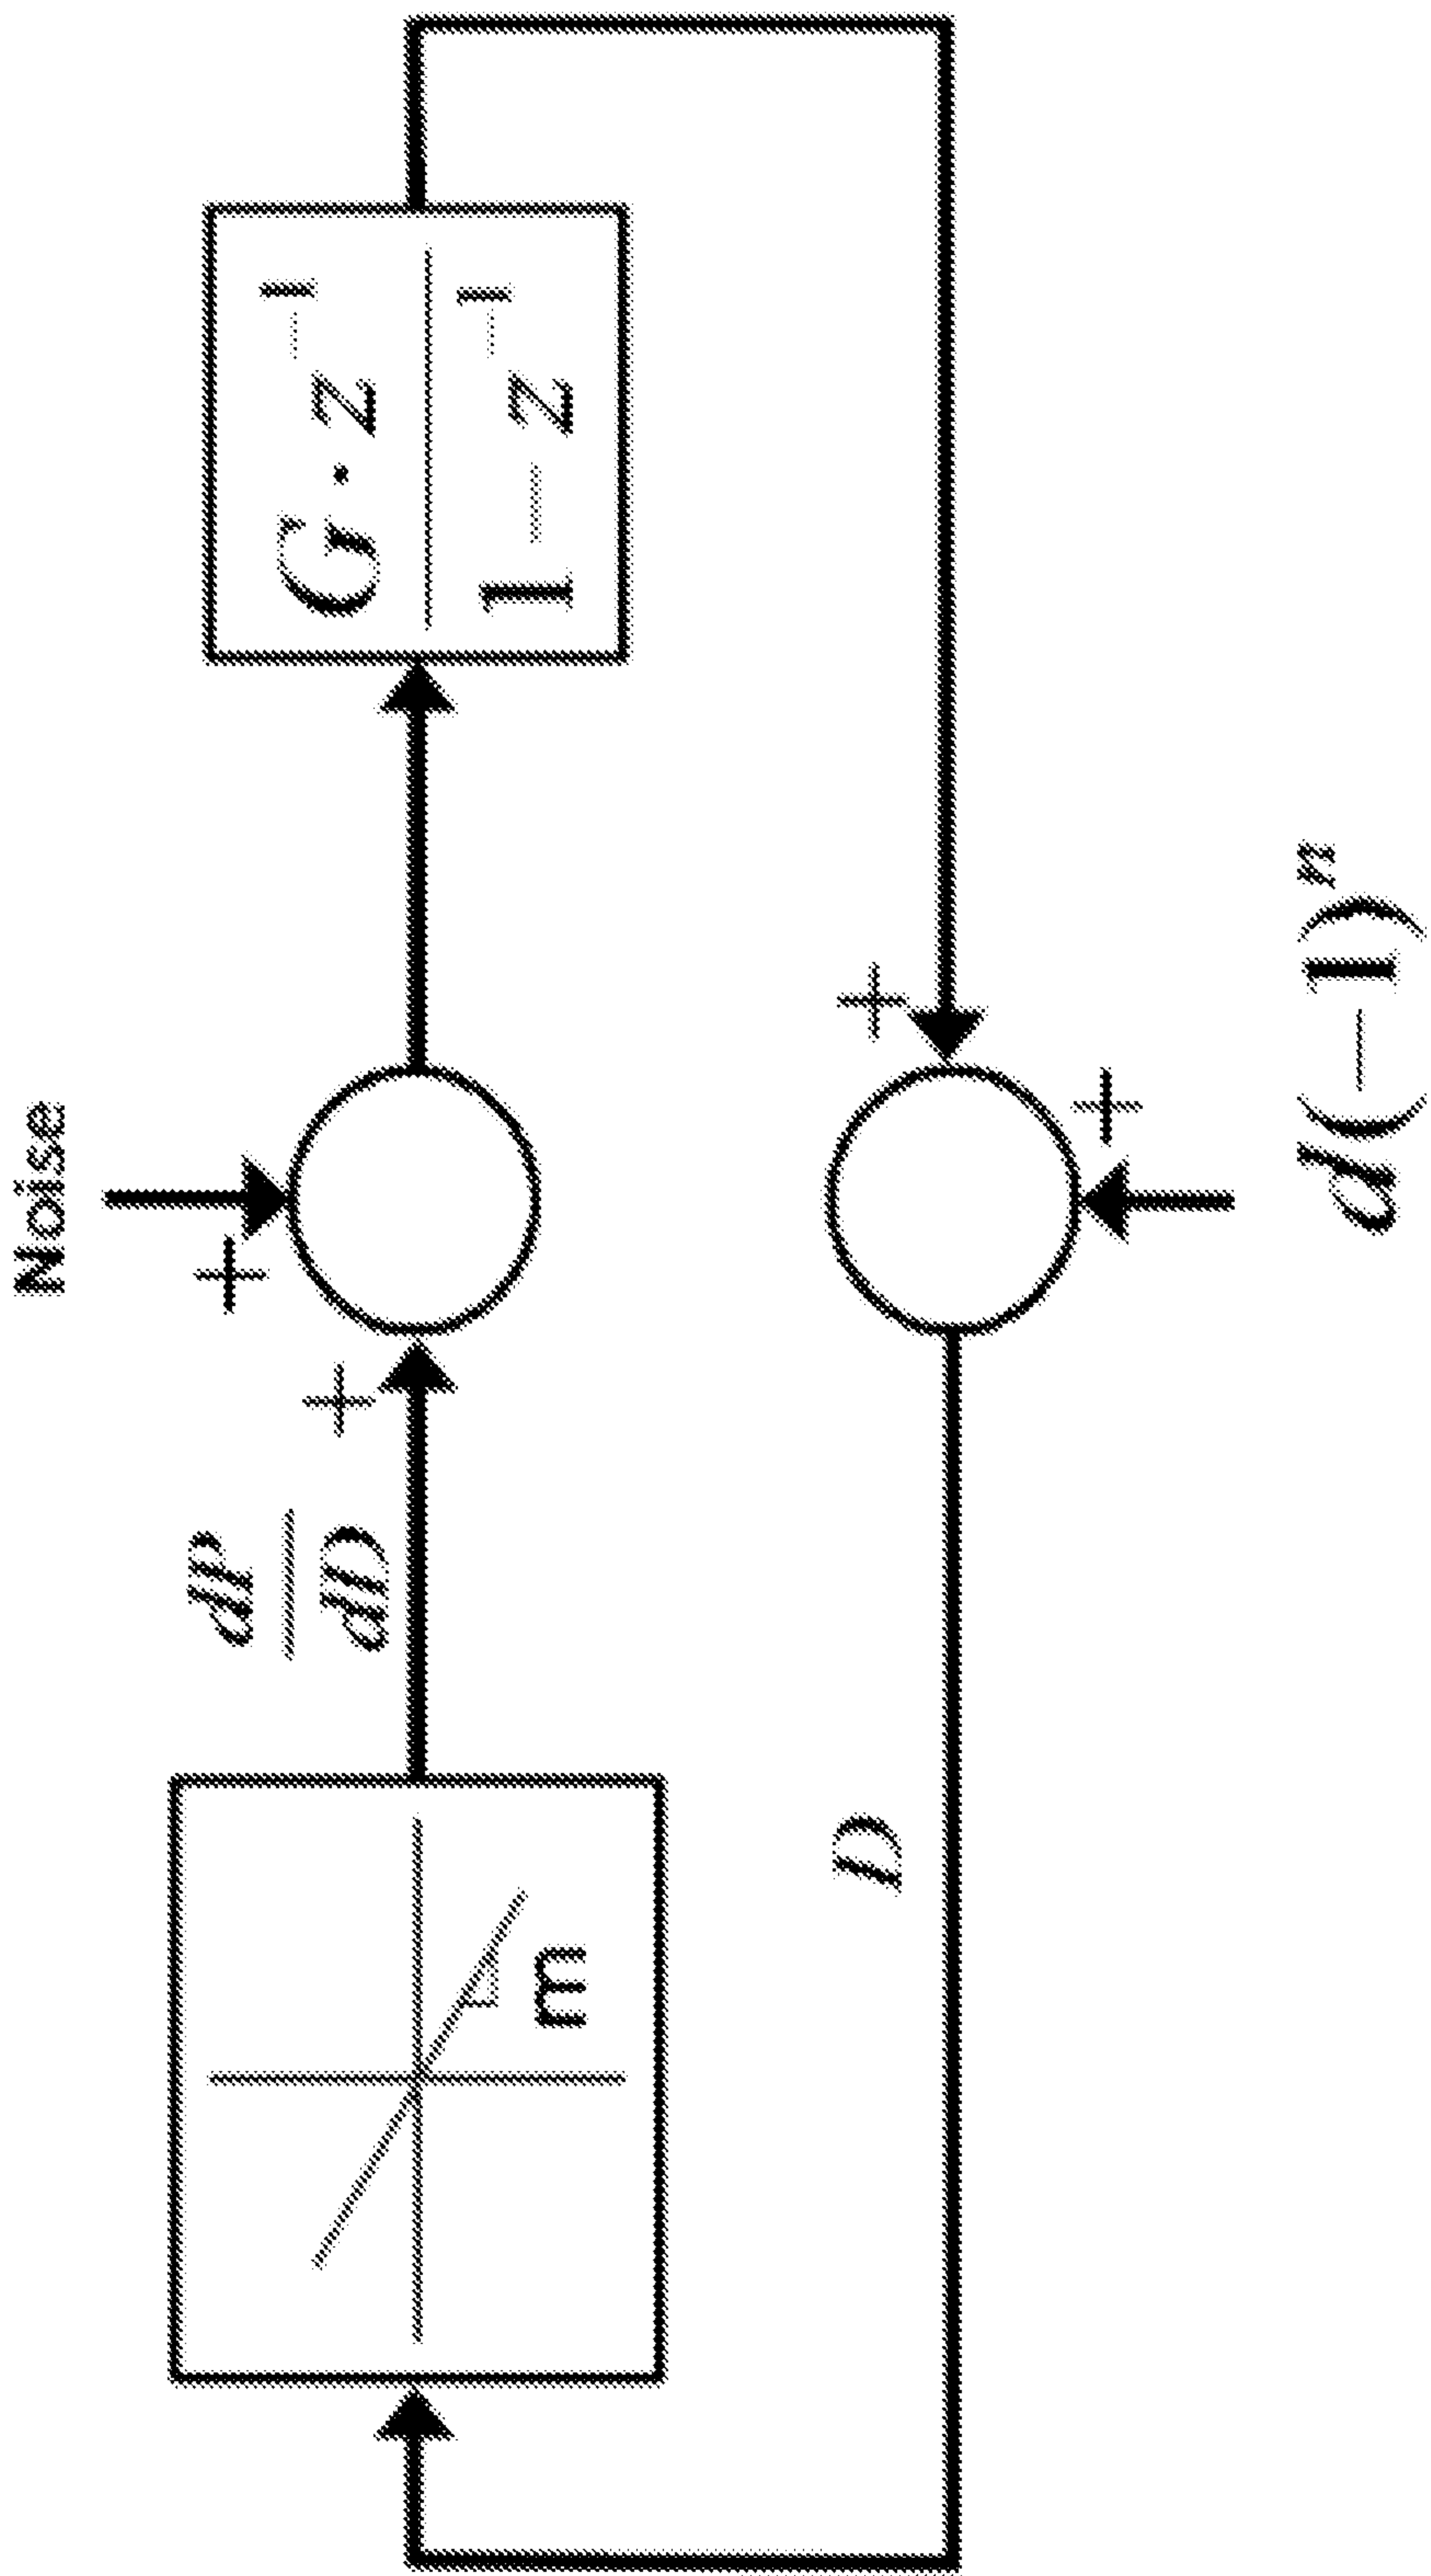 Noise
+
dP
dD
+
G · z⁻¹
1 − z⁻¹
m
D
+
+
d(−1)ⁿ